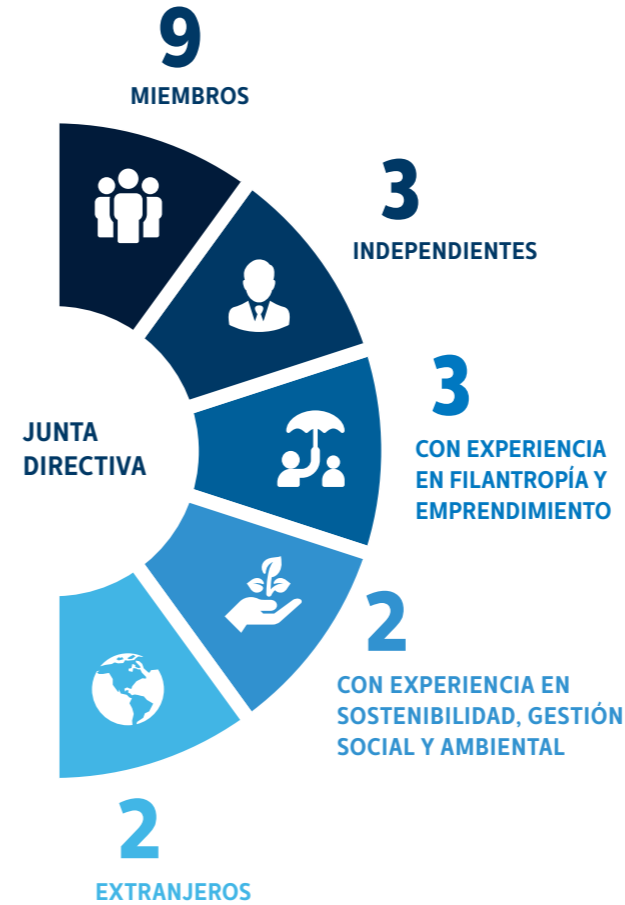 9
MIEMBROS
3
INDEPENDIENTES
JUNTA
DIRECTIVA
3
CON EXPERIENCIA
EN FILANTROPÍA Y
EMPRENDIMIENTO
2
CON EXPERIENCIA EN
SOSTENIBILIDAD, GESTIÓN
SOCIAL Y AMBIENTAL
2
EXTRANJEROS